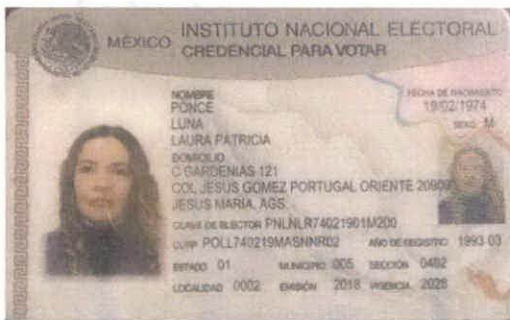 MÉXICO
INSTITUTO NACIONAL ELECTORAL
CREDENCIAL PARA VOTAR
NOMBRE
PONCE
LUNA
LAURA PATRICIA
FECHA DE NACIMIENTO
19/02/1974
SEXO M
DOMICILIO
C GARDENIAS 121
COL JESUS GOMEZ PORTUGAL ORIENTE 20909
JESUS MARIA, AGS.
CLAVE DE ELECTOR PNLNLR74021901M200
CURP POLL740219MASNNR02 AÑO DE REGISTRO 1993 03
ESTADO 01 MUNICIPIO 005 SECCIÓN 0482
LOCALIDAD 0002 EMISIÓN 2018 VIGENCIA 2028